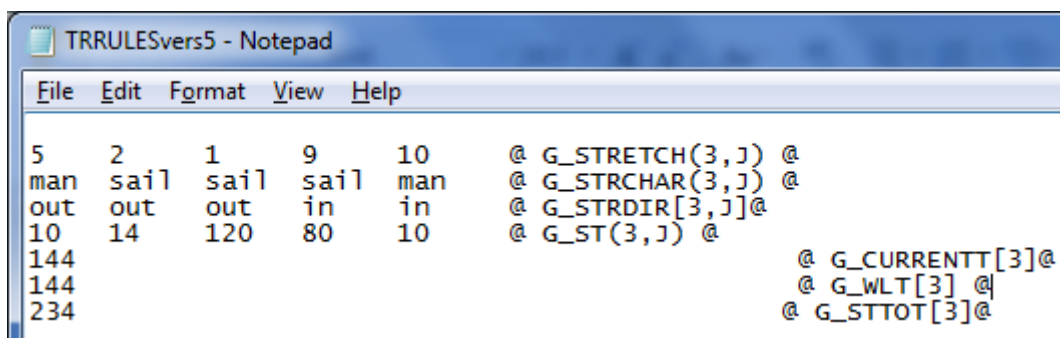 TRRULESvers5 - Notepad
File Edit Format View Help
5 2 1 9 10 @ G_STRETCH(3,J) @
man sail sail sail man @ G_STRCHAR(3,J) @
out out out in in @ G_STRDIR[3,J]@
10 14 120 80 10 @ G_ST(3,J) @
144 @ G_CURRENTT[3]@
144 @ G_WLT[3] @
234 @ G_STTOT[3]@